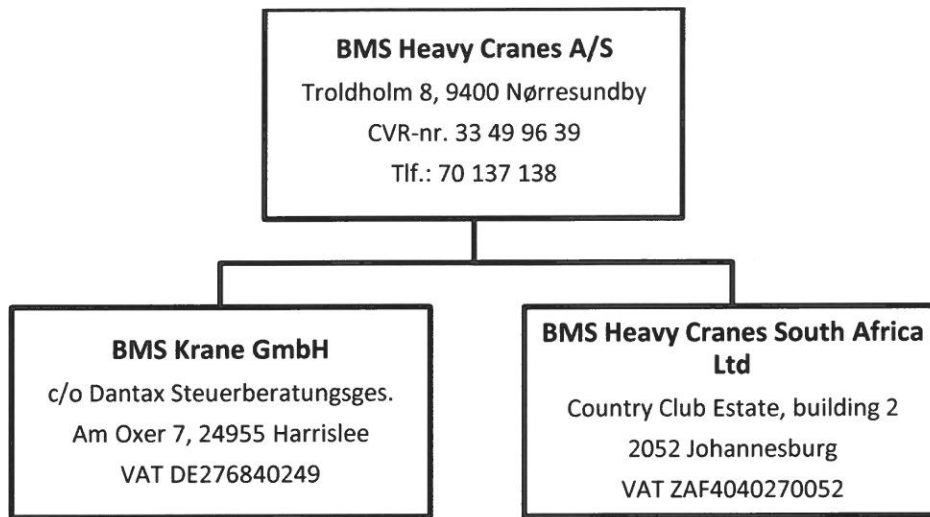 BMS Heavy Cranes A/S
Troldholm 8, 9400 Nørresundby
CVR-nr. 33 49 96 39
Tlf.: 70 137 138
BMS Krane GmbH
c/o Dantax Steuerberatungsges.
Am Oxer 7, 24955 Harrislee
VAT DE276840249
BMS Heavy Cranes South Africa
Ltd
Country Club Estate, building 2
2052 Johannesburg
VAT ZAF4040270052